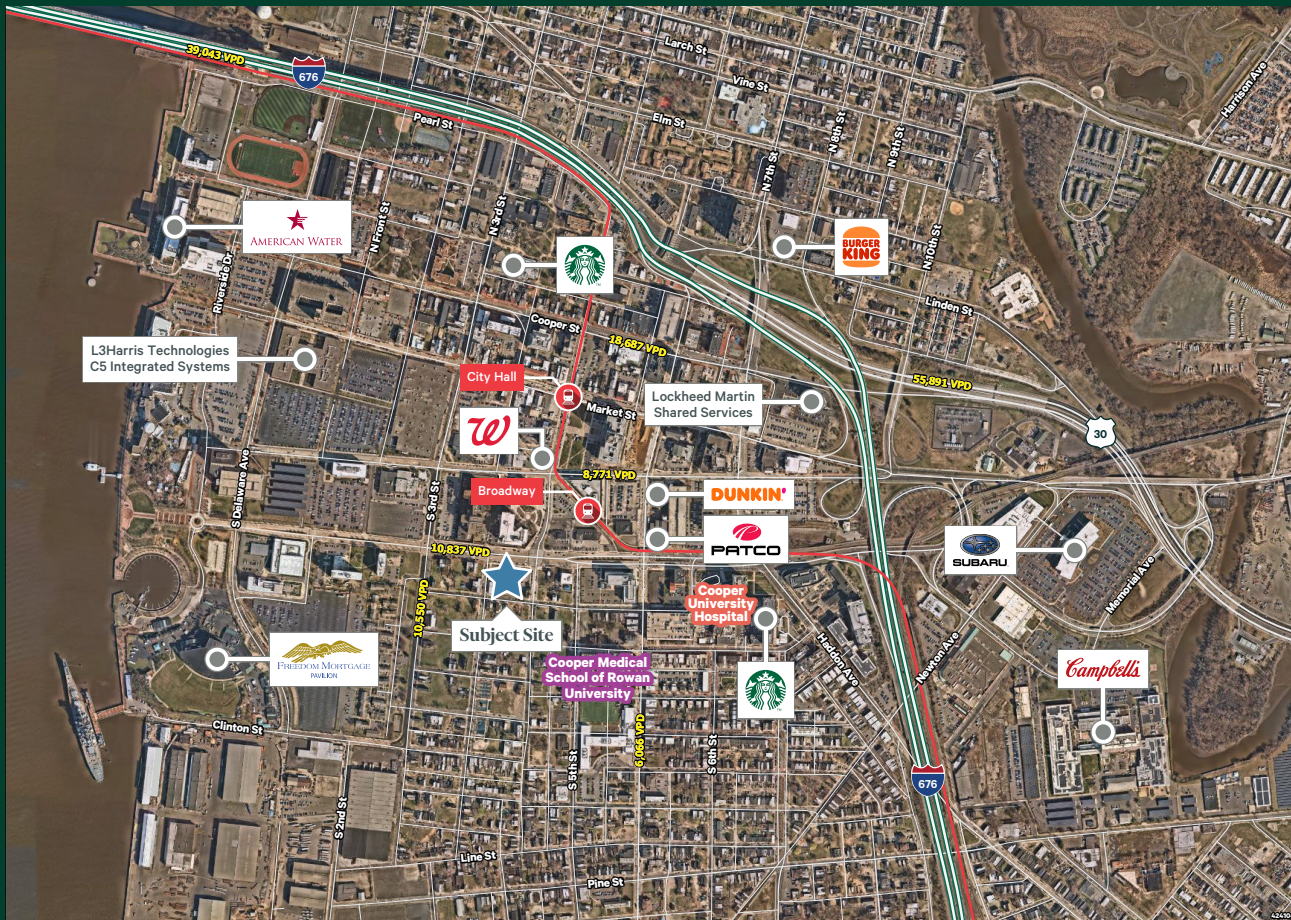 39,043 VPD
676
Larch St
Vine St
Elm St
Pearl St
Harrison Ave
N 8th St
N 9th St
N 7th St
N 3rd St
N Front St
N 10th St
AMERICAN WATER
BURGER
KING
Riverside Dr
Linden St
Cooper St
18,687 VPD
L3Harris Technologies
C5 Integrated Systems
City Hall
Market St
Lockheed Martin
Shared Services
55,891 VPD
30
W
8,771 VPD
Broadway
DUNKIN'
PATCO
S Delaware Ave
S 3rd St
10,837 VPD
SUBARU
Memorial Ave
10,550 VPD
Subject Site
Cooper
University
Hospital
Haddon Ave
Newton Ave
FREEDOM MORTGAGE
PAVILION
Cooper Medical
School of Rowan
University
Campbell's
Clinton St
6,066 VPD
S 5th St
S 6th St
676
S 2nd St
Line St
Pine St